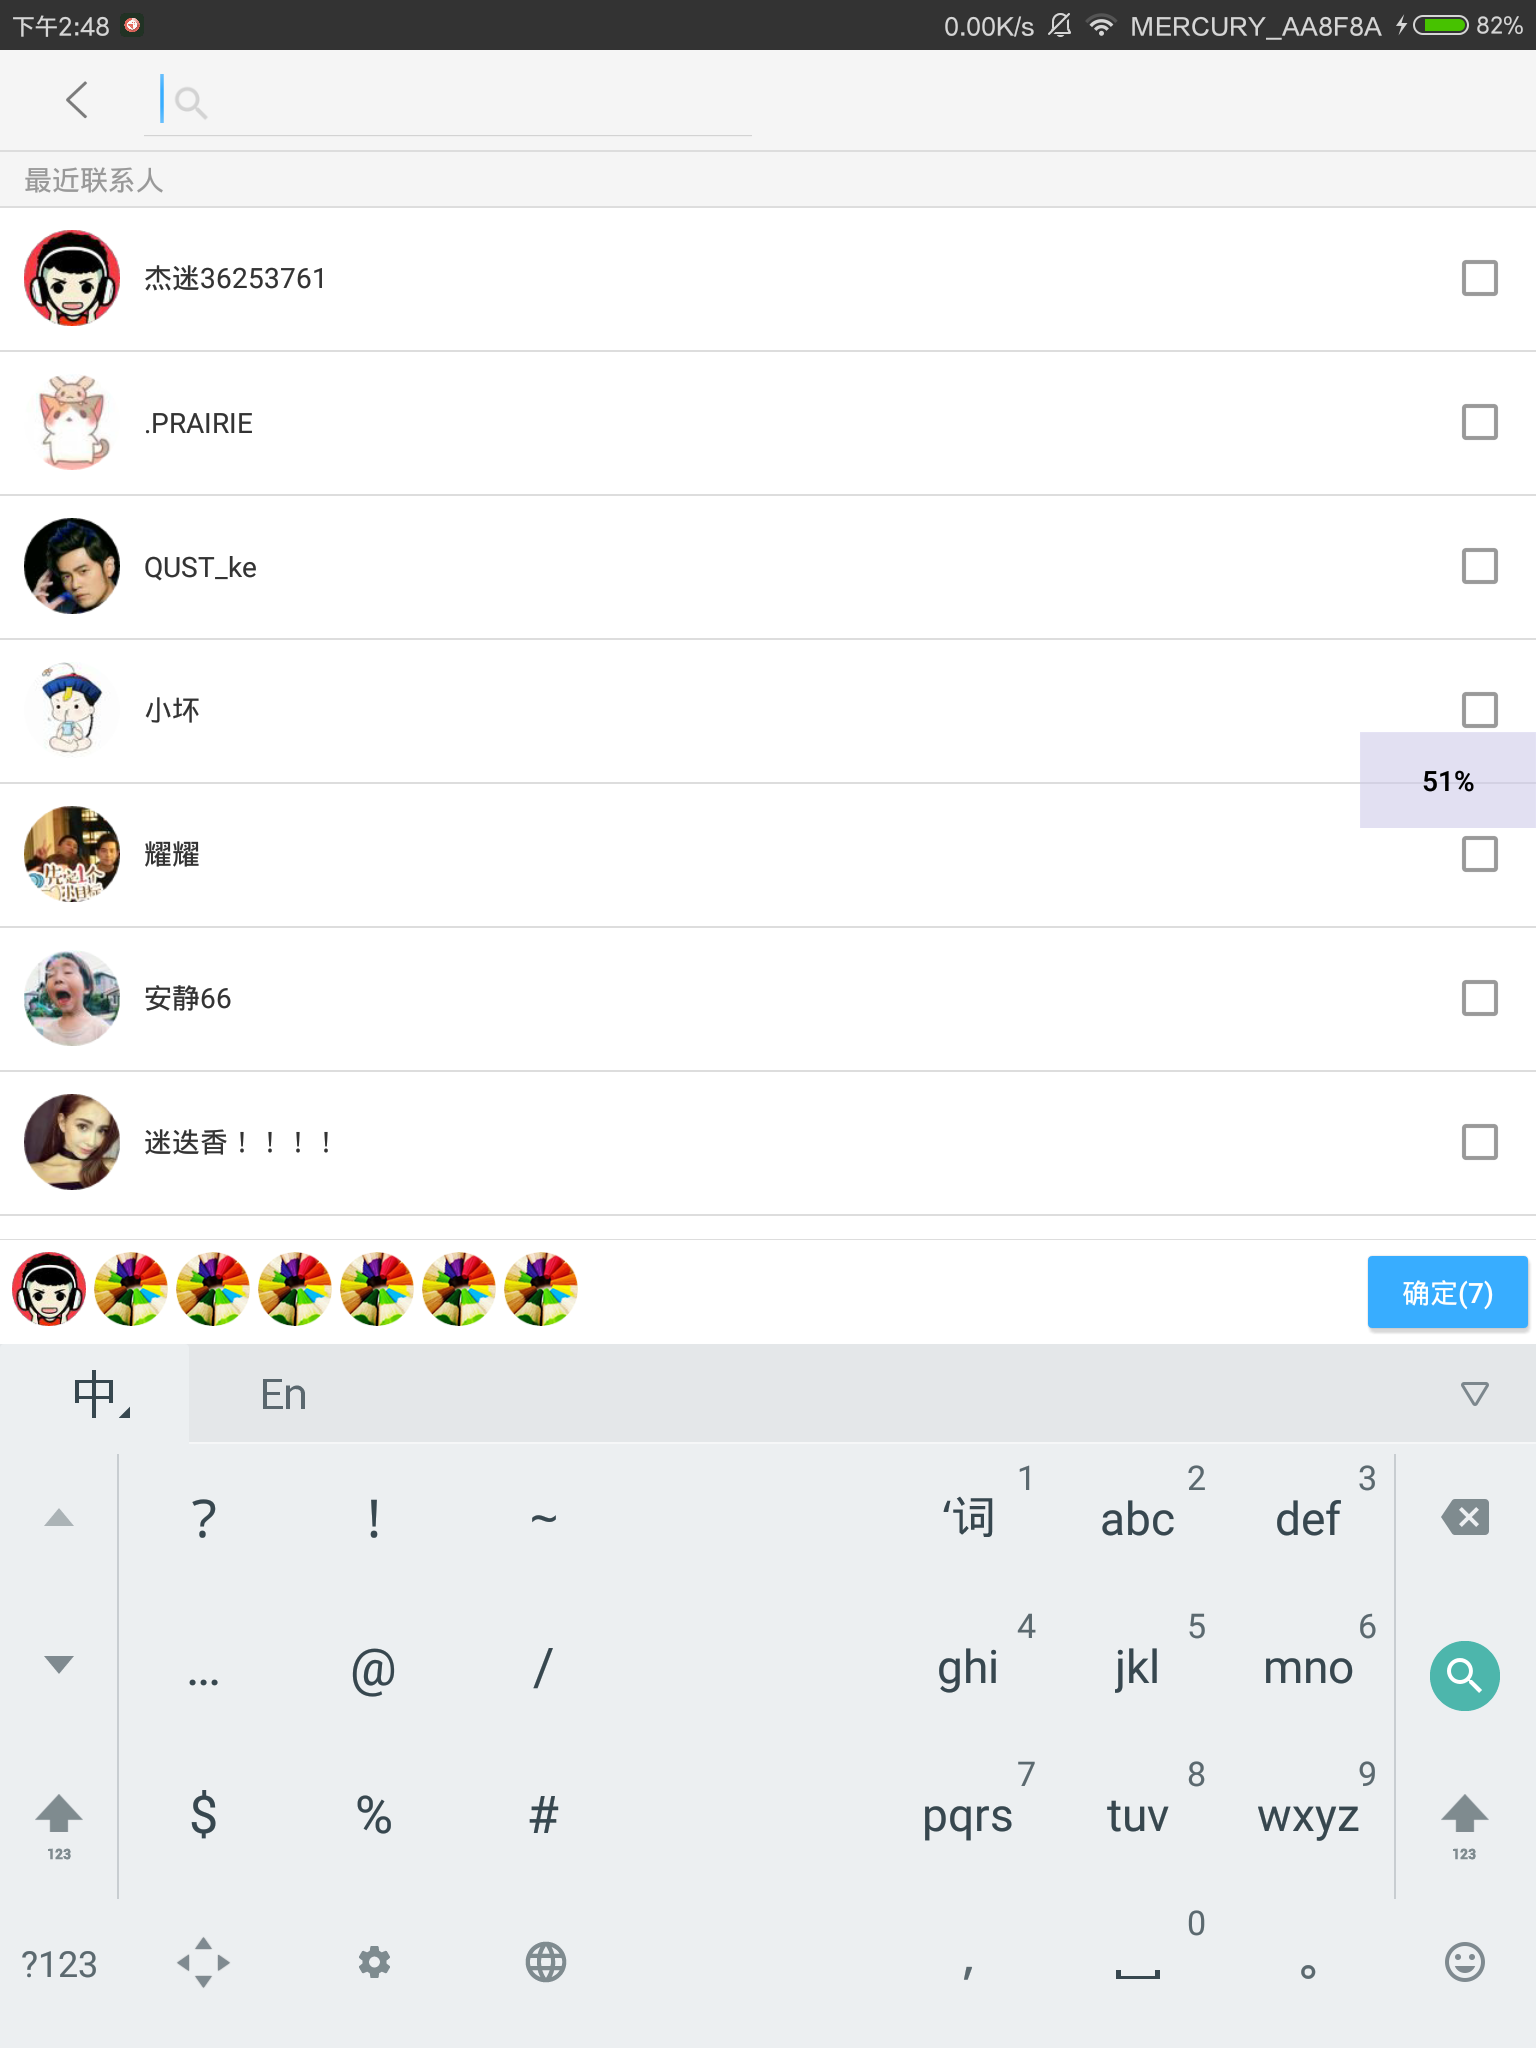 下午2:48 0.00K/s MERCURY_AA8F8A 82%
最近联系人
杰迷36253761
.PRAIRIE
QUST_ke
小坏
51%
耀耀
安静66
迷迭香！！！！
确定(7)
中 En
? ! ~ ‘词 1 abc 2 def 3
... @ / ghi 4 jkl 5 mno 6
$ % # pqrs 7 tuv 8 wxyz 9
123 123
?123 , 0 。